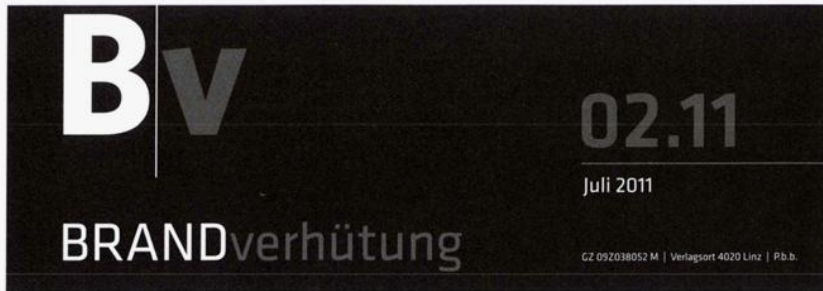 Bv
02.11
Juli 2011
BRANDverhütung
GZ 09Z038052 M | Verlagsort 4020 Linz | P.b.b.